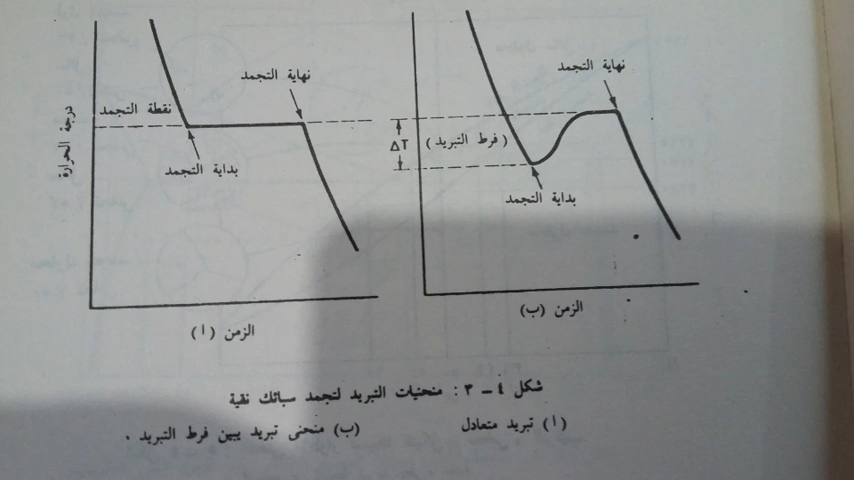 درجة الحرارة
نقطة التجمد
بداية التجمد
نهاية التجمد
الزمن (أ)
ΔT
(فرط التبريد)
بداية التجمد
نهاية التجمد
الزمن (ب)
شكل ٤ – ٣ : منحنيات التبريد لتجمد سبائك نقية
(أ) تبريد متعادل (ب) منحنى تبريد يبين فرط التبريد .